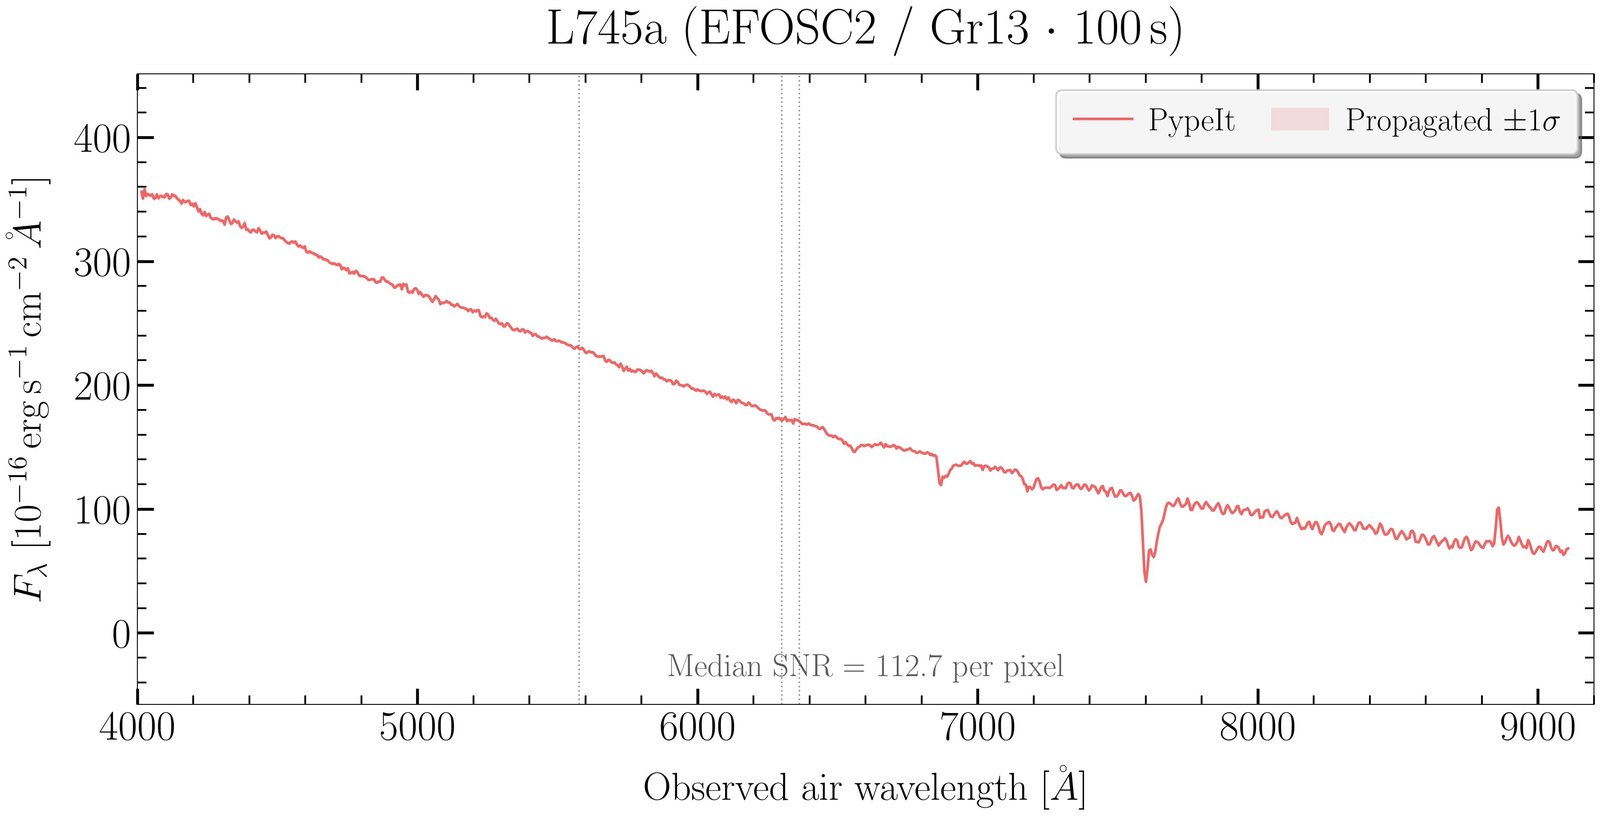 L745a (EFOSC2 / Gr13 · 100 s)
PypeIt
Propagated ±1σ
F_λ [10^−16 erg s^−1 cm^−2 Å^−1]
400
300
200
100
0
Median SNR = 112.7 per pixel
4000 5000 6000 7000 8000 9000
Observed air wavelength [Å]